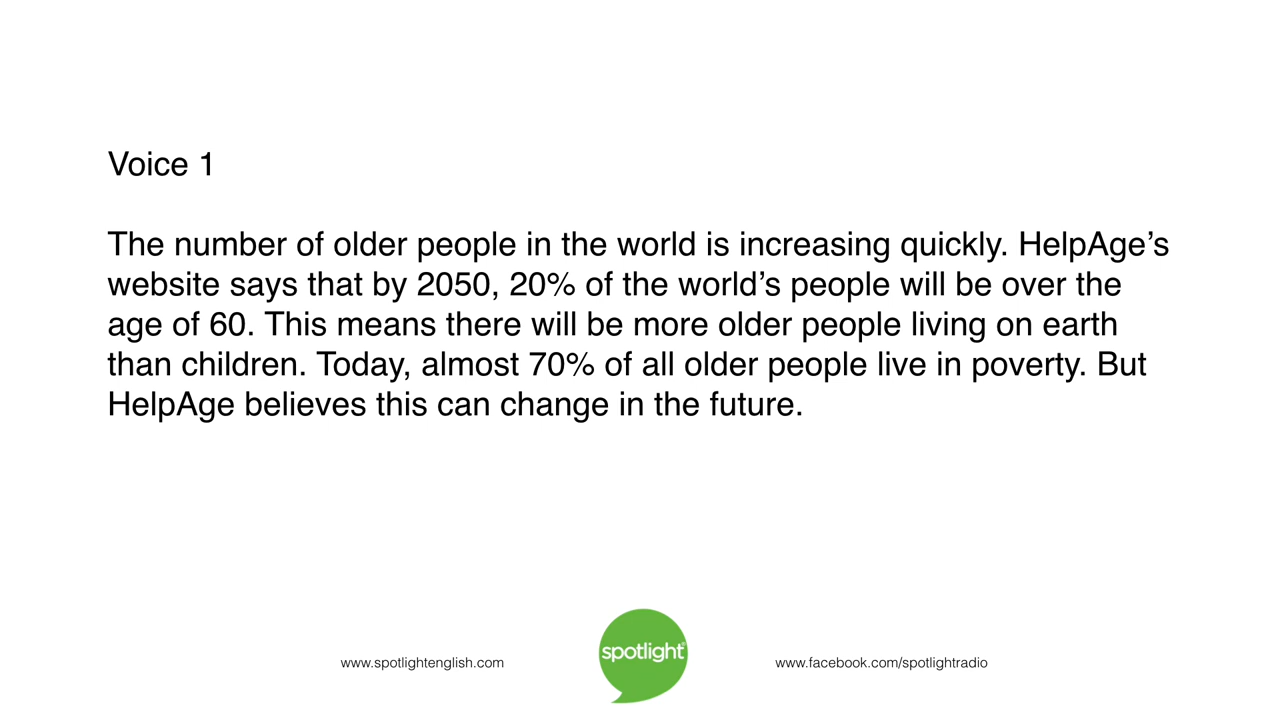 Voice 1
The number of older people in the world is increasing quickly. HelpAge’s
website says that by 2050, 20% of the world’s people will be over the
age of 60. This means there will be more older people living on earth
than children. Today, almost 70% of all older people live in poverty. But
HelpAge believes this can change in the future.
www.spotlightenglish.com
spotlight®
www.facebook.com/spotlightradio